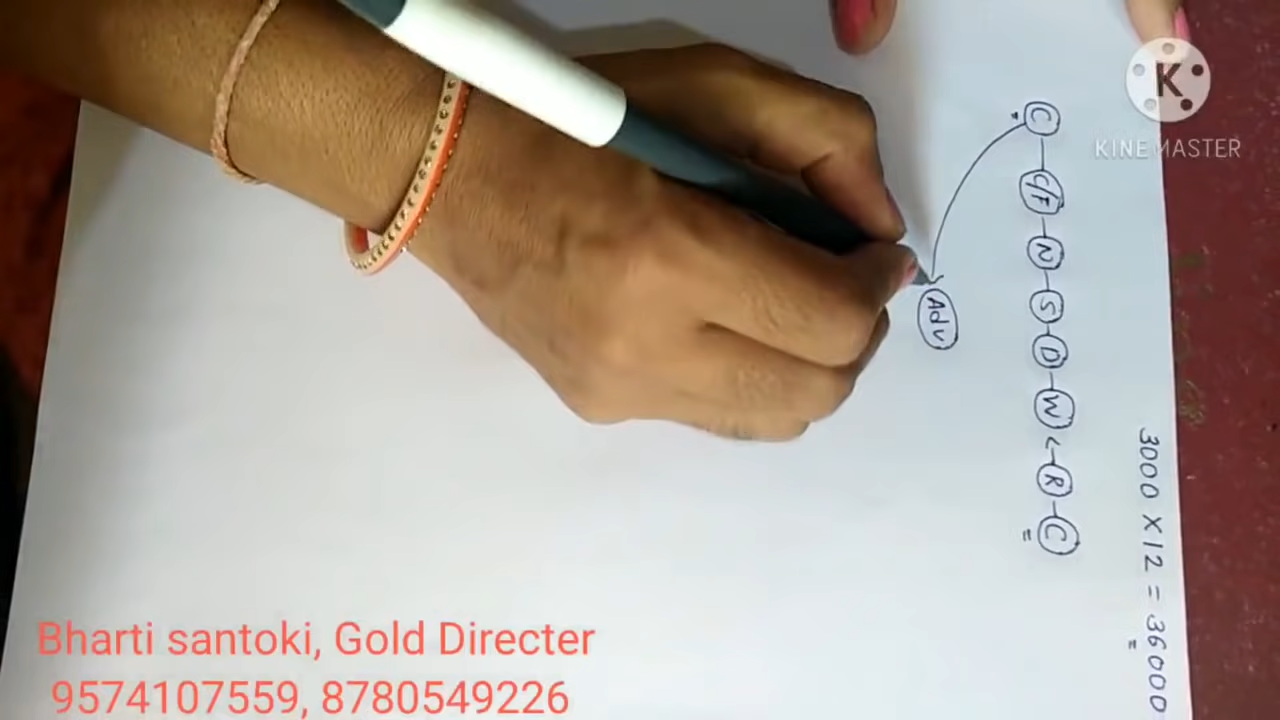 3000 X 12 = 36000
C - C/F - N - S - D - W < R - C
Adv
K
KINEMASTER
Bharti santoki, Gold Directer
9574107559, 8780549226